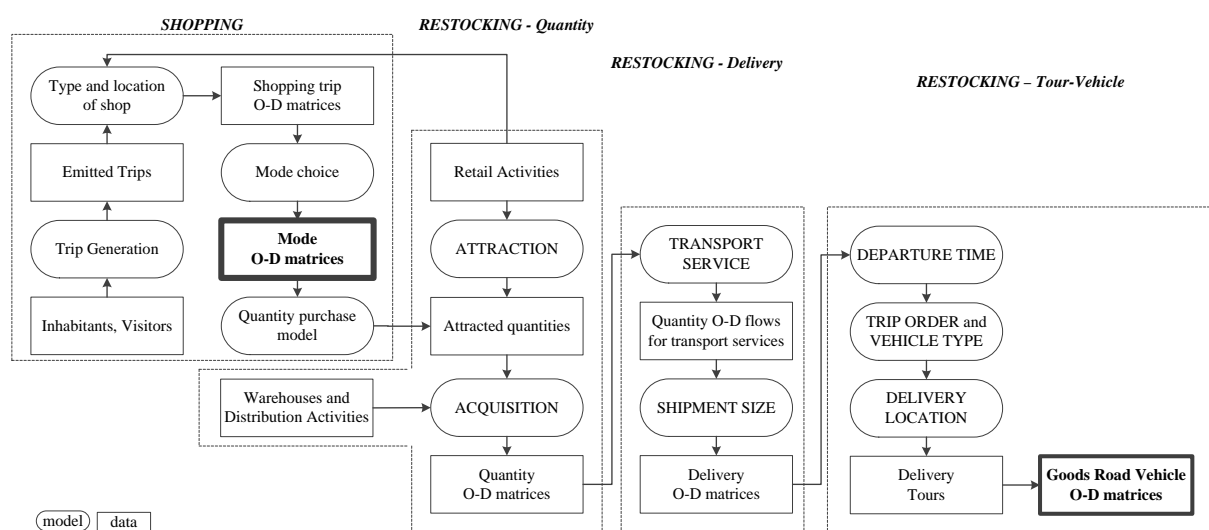 SHOPPING
RESTOCKING - Quantity
RESTOCKING - Delivery
RESTOCKING – Tour-Vehicle
Type and location
of shop
Shopping trip
O-D matrices
Emitted Trips
Mode choice
Retail Activities
Trip Generation
Mode
O-D matrices
ATTRACTION
TRANSPORT
SERVICE
DEPARTURE TIME
Inhabitants, Visitors
Quantity purchase
model
Attracted quantities
Quantity O-D flows
for transport services
TRIP ORDER and
VEHICLE TYPE
Warehouses and
Distribution Activities
ACQUISITION
SHIPMENT SIZE
DELIVERY
LOCATION
Quantity
O-D matrices
Delivery
O-D matrices
Delivery
Tours
Goods Road Vehicle
O-D matrices
model
data